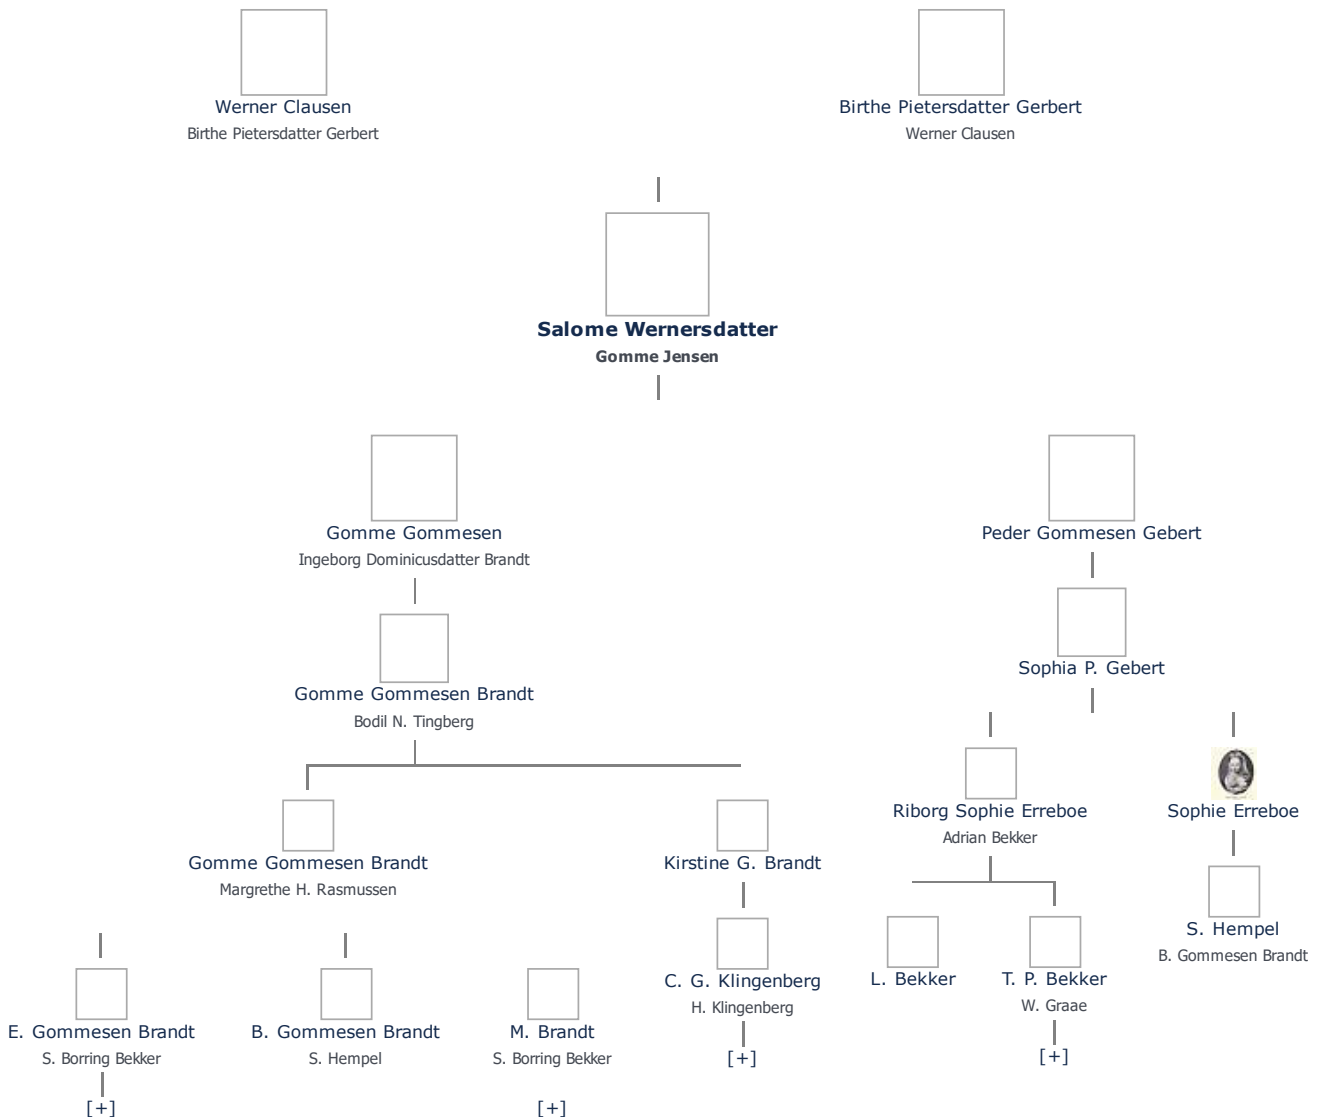 Werner Clausen
Birthe Pietersdatter Gerbert
Birthe Pietersdatter Gerbert
Werner Clausen
Salome Wernersdatter
Gomme Jensen
Gomme Gommesen
Ingeborg Dominicusdatter Brandt
Peder Gommesen Gebert
Gomme Gommesen Brandt
Bodil N. Tingberg
Sophia P. Gebert
Gomme Gommesen Brandt
Margrethe H. Rasmussen
Kirstine G. Brandt
Riborg Sophie Erreboe
Adrian Bekker
Sophie Erreboe
E. Gommesen Brandt
S. Borring Bekker
[+]
B. Gommesen Brandt
S. Hempel
M. Brandt
S. Borring Bekker
[+]
C. G. Klingenberg
H. Klingenberg
[+]
L. Bekker
T. P. Bekker
W. Graae
[+]
S. Hempel
B. Gommesen Brandt